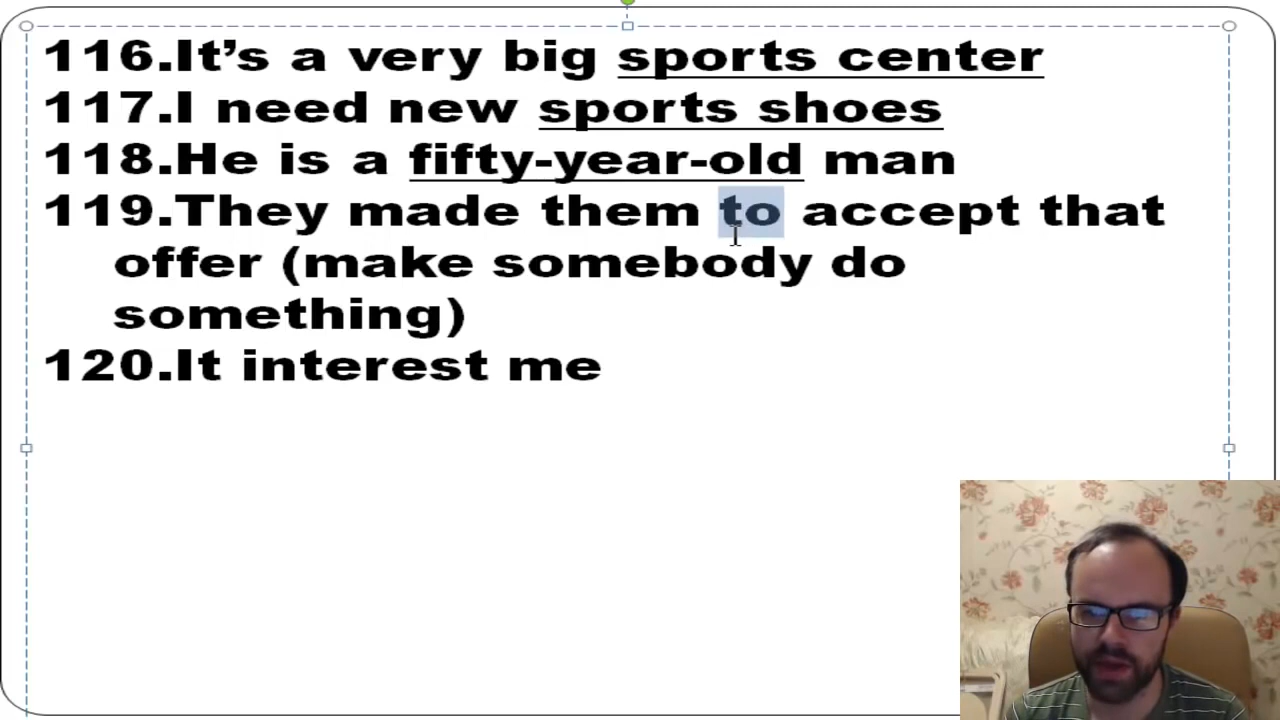 116.It’s a very big sports center
117.I need new sports shoes
118.He is a fifty-year-old man
119.They made them to accept that
offer (make somebody do
something)
120.It interest me